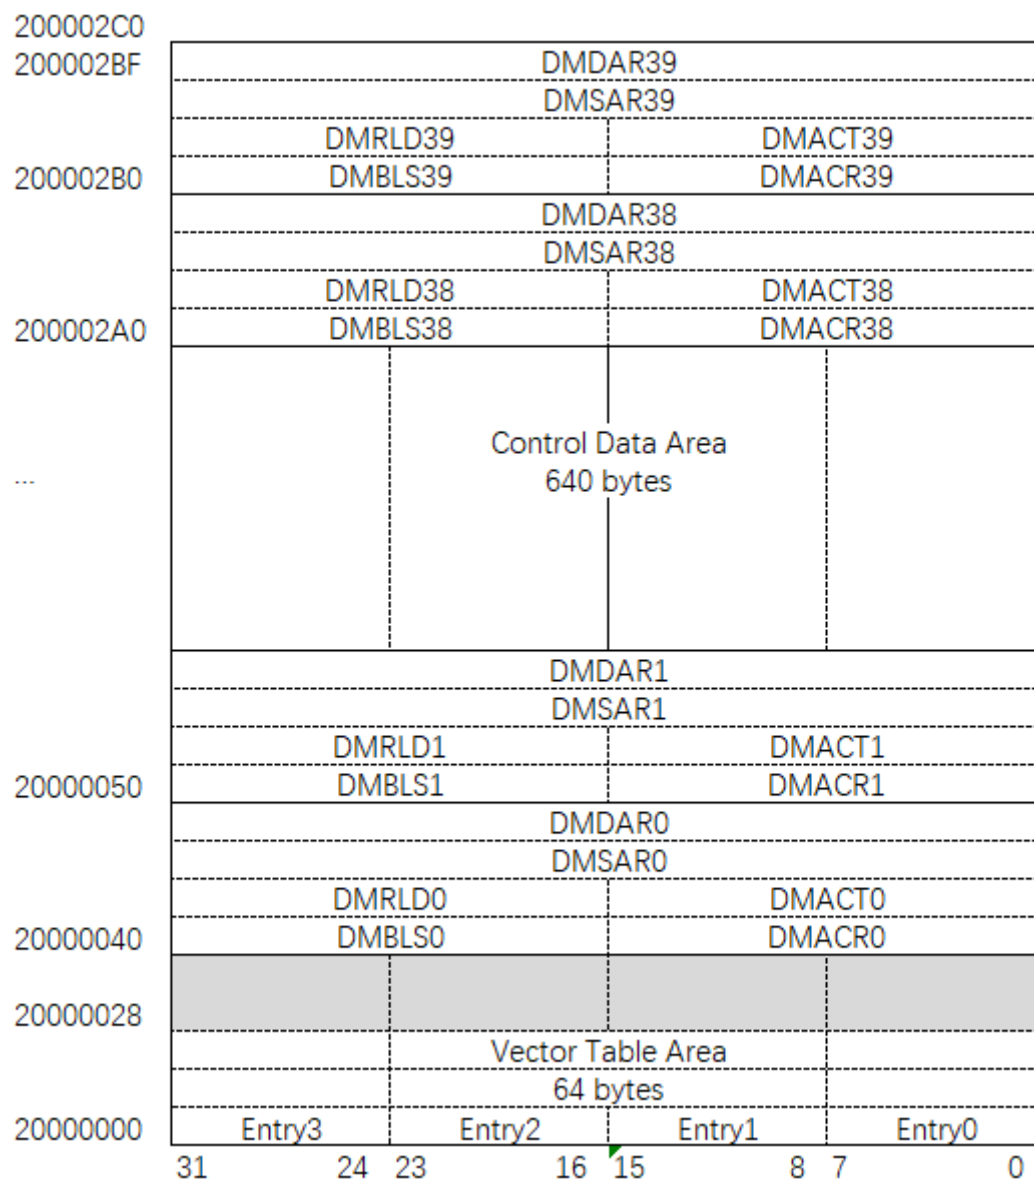 200002C0
200002BF DMDAR39
DMSAR39
DMRLD39 DMACT39
200002B0 DMBLS39 DMACR39
DMDAR38
DMSAR38
DMRLD38 DMACT38
200002A0 DMBLS38 DMACR38
Control Data Area
... 640 bytes
DMDAR1
DMSAR1
DMRLD1 DMACT1
20000050 DMBLS1 DMACR1
DMDAR0
DMSAR0
DMRLD0 DMACT0
20000040 DMBLS0 DMACR0
20000028
Vector Table Area
64 bytes
20000000 Entry3 Entry2 Entry1 Entry0
31 24 23 16 15 8 7 0